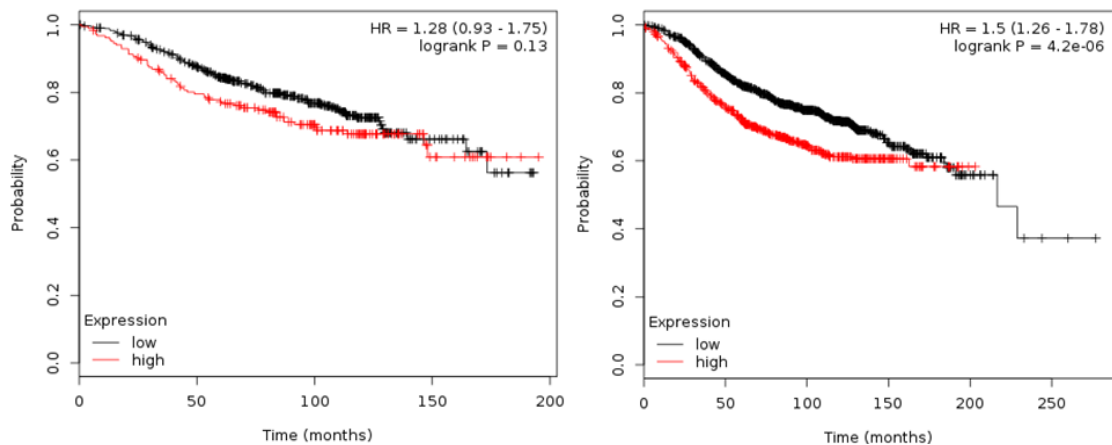 HR = 1.28 (0.93 - 1.75)
logrank P = 0.13
Probability
1.0
0.8
0.6
0.4
0.2
0.0
Expression
low
high
0
50
100
150
200
Time (months)
HR = 1.5 (1.26 - 1.78)
logrank P = 4.2e-06
Probability
1.0
0.8
0.6
0.4
0.2
0.0
Expression
low
high
0
50
100
150
200
250
Time (months)